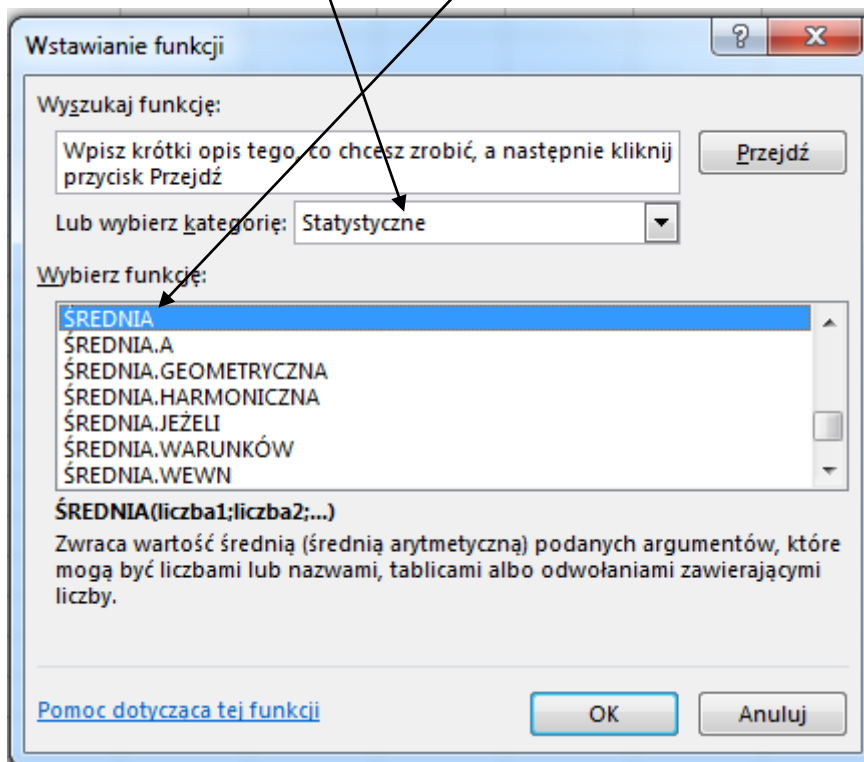 Wstawianie funkcji
Wyszukaj funkcję:
Wpisz krótki opis tego, co chcesz zrobić, a następnie kliknij
przycisk Przejdź
Przejdź
Lub wybierz kategorię: Statystyczne
Wybierz funkcję:
ŚREDNIA
ŚREDNIA.A
ŚREDNIA.GEOMETRYCZNA
ŚREDNIA.HARMONICZNA
ŚREDNIA.JEŻELI
ŚREDNIA.WARUNKÓW
ŚREDNIA.WEWN
ŚREDNIA(liczba1;liczba2;...)
Zwraca wartość średnią (średnią arytmetyczną) podanych argumentów, które
mogą być liczbami lub nazwami, tablicami albo odwołaniami zawierającymi
liczby.
Pomoc dotycząca tej funkcji
OK
Anuluj